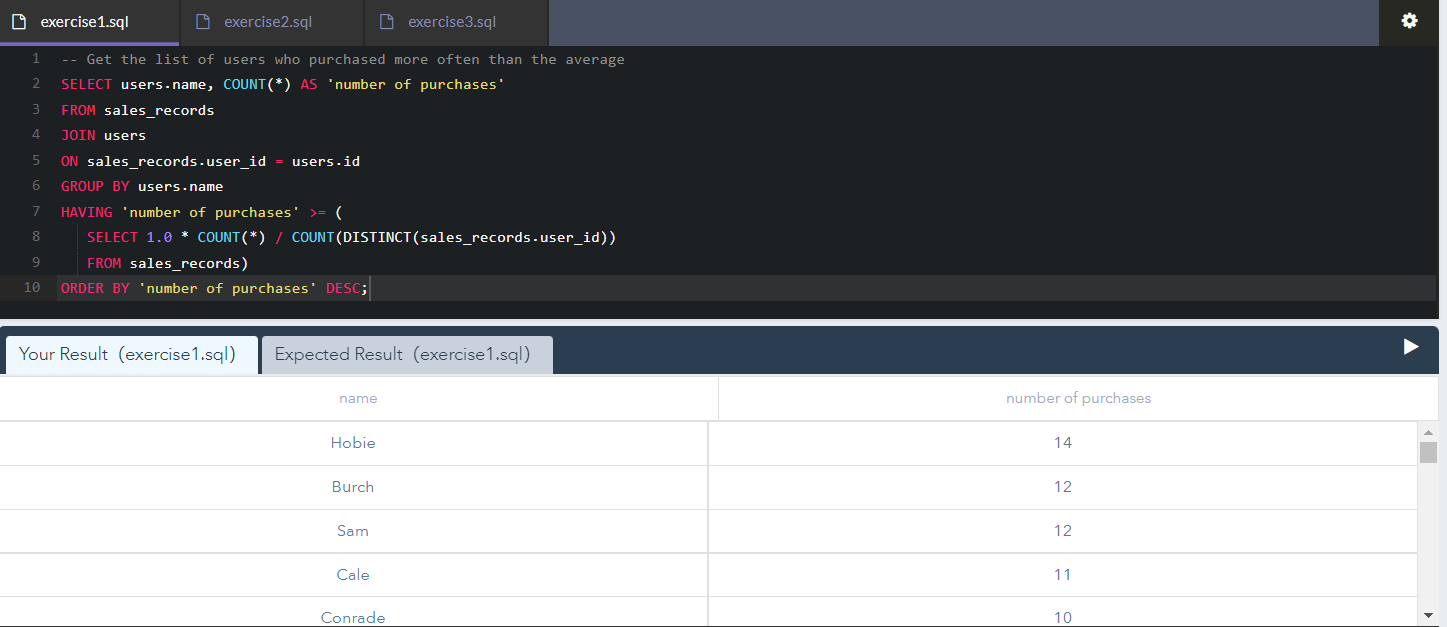 exercise1.sql exercise2.sql exercise3.sql
1 -- Get the list of users who purchased more often than the average
2 SELECT users.name, COUNT(*) AS 'number of purchases'
3 FROM sales_records
4 JOIN users
5 ON sales_records.user_id = users.id
6 GROUP BY users.name
7 HAVING 'number of purchases' >= (
8 SELECT 1.0 * COUNT(*) / COUNT(DISTINCT(sales_records.user_id))
9 FROM sales_records)
10 ORDER BY 'number of purchases' DESC;
Your Result (exercise1.sql) Expected Result (exercise1.sql)
name number of purchases
Hobie 14
Burch 12
Sam 12
Cale 11
Conrade 10